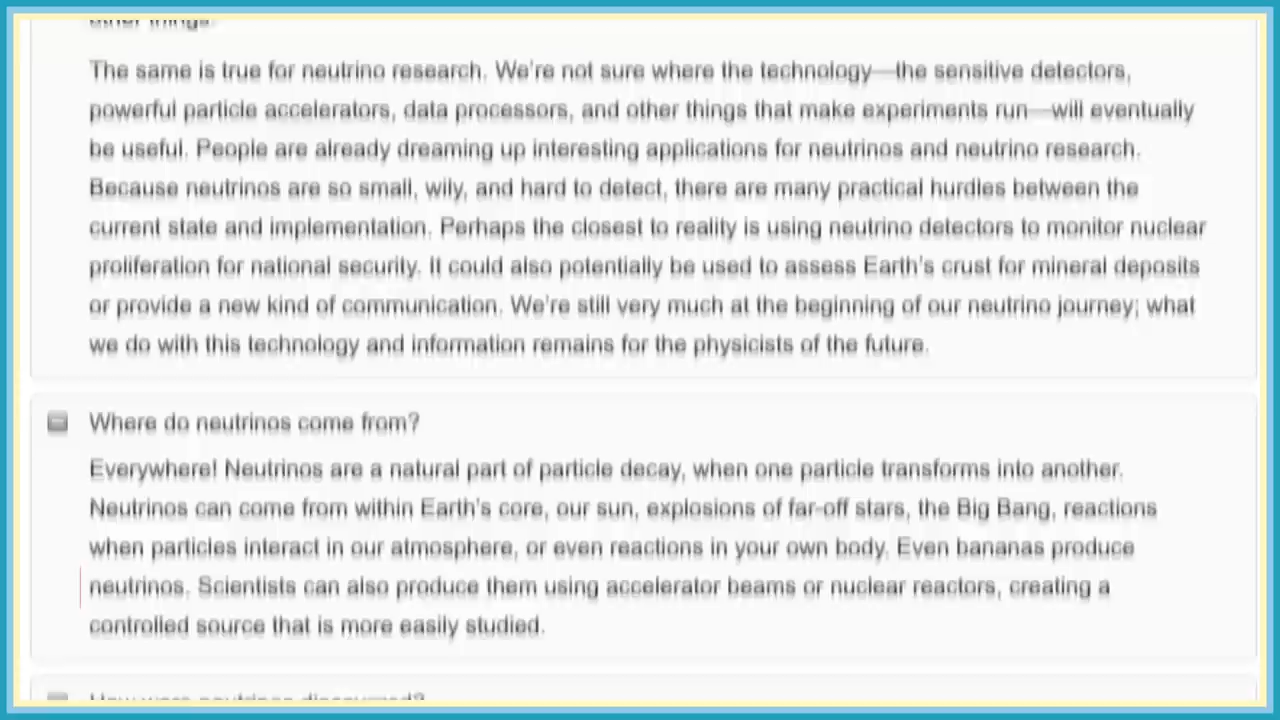 other things.
The same is true for neutrino research. We're not sure where the technology—the sensitive detectors,
powerful particle accelerators, data processors, and other things that make experiments run—will eventually
be useful. People are already dreaming up interesting applications for neutrinos and neutrino research.
Because neutrinos are so small, wily, and hard to detect, there are many practical hurdles between the
current state and implementation. Perhaps the closest to reality is using neutrino detectors to monitor nuclear
proliferation for national security. It could also potentially be used to assess Earth's crust for mineral deposits
or provide a new kind of communication. We're still very much at the beginning of our neutrino journey; what
we do with this technology and information remains for the physicists of the future.
Where do neutrinos come from?
Everywhere! Neutrinos are a natural part of particle decay, when one particle transforms into another.
Neutrinos can come from within Earth's core, our sun, explosions of far-off stars, the Big Bang, reactions
when particles interact in our atmosphere, or even reactions in your own body. Even bananas produce
neutrinos. Scientists can also produce them using accelerator beams or nuclear reactors, creating a
controlled source that is more easily studied.
How were neutrinos discovered?